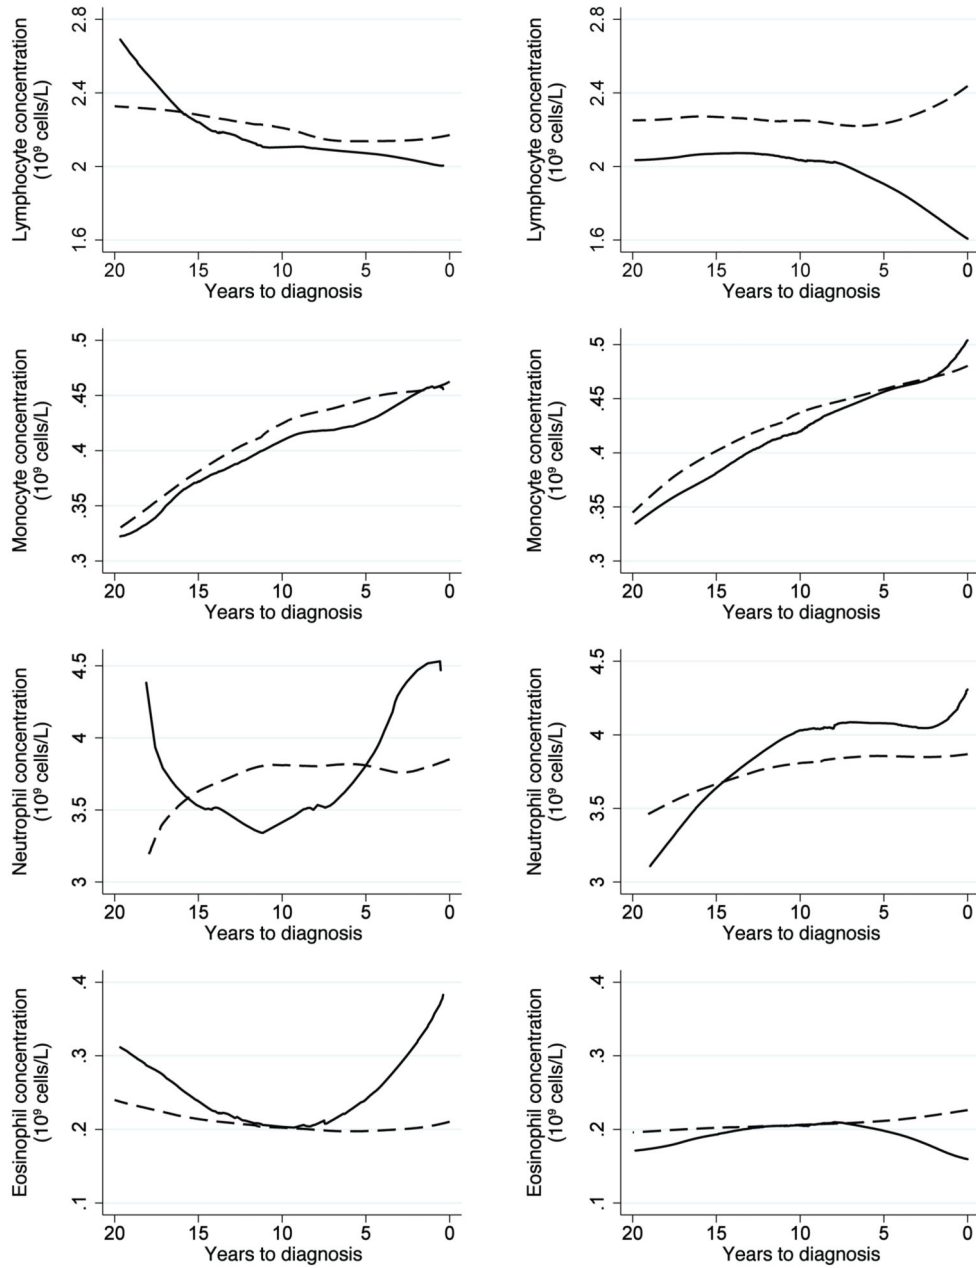 Lymphocyte concentration
(10⁹ cells/L)
2.8
2.4
2
1.6
20 15 10 5 0
Years to diagnosis
Lymphocyte concentration
(10⁹ cells/L)
2.8
2.4
2
1.6
20 15 10 5 0
Years to diagnosis
Monocyte concentration
(10⁹ cells/L)
.5
.45
.4
.35
.3
20 15 10 5 0
Years to diagnosis
Monocyte concentration
(10⁹ cells/L)
.5
.45
.4
.35
.3
20 15 10 5 0
Years to diagnosis
Neutrophil concentration
(10⁹ cells/L)
4.5
4
3.5
3
20 15 10 5 0
Years to diagnosis
Neutrophil concentration
(10⁹ cells/L)
4.5
4
3.5
3
20 15 10 5 0
Years to diagnosis
Eosinophil concentration
(10⁹ cells/L)
.4
.3
.2
.1
20 15 10 5 0
Years to diagnosis
Eosinophil concentration
(10⁹ cells/L)
.4
.3
.2
.1
20 15 10 5 0
Years to diagnosis